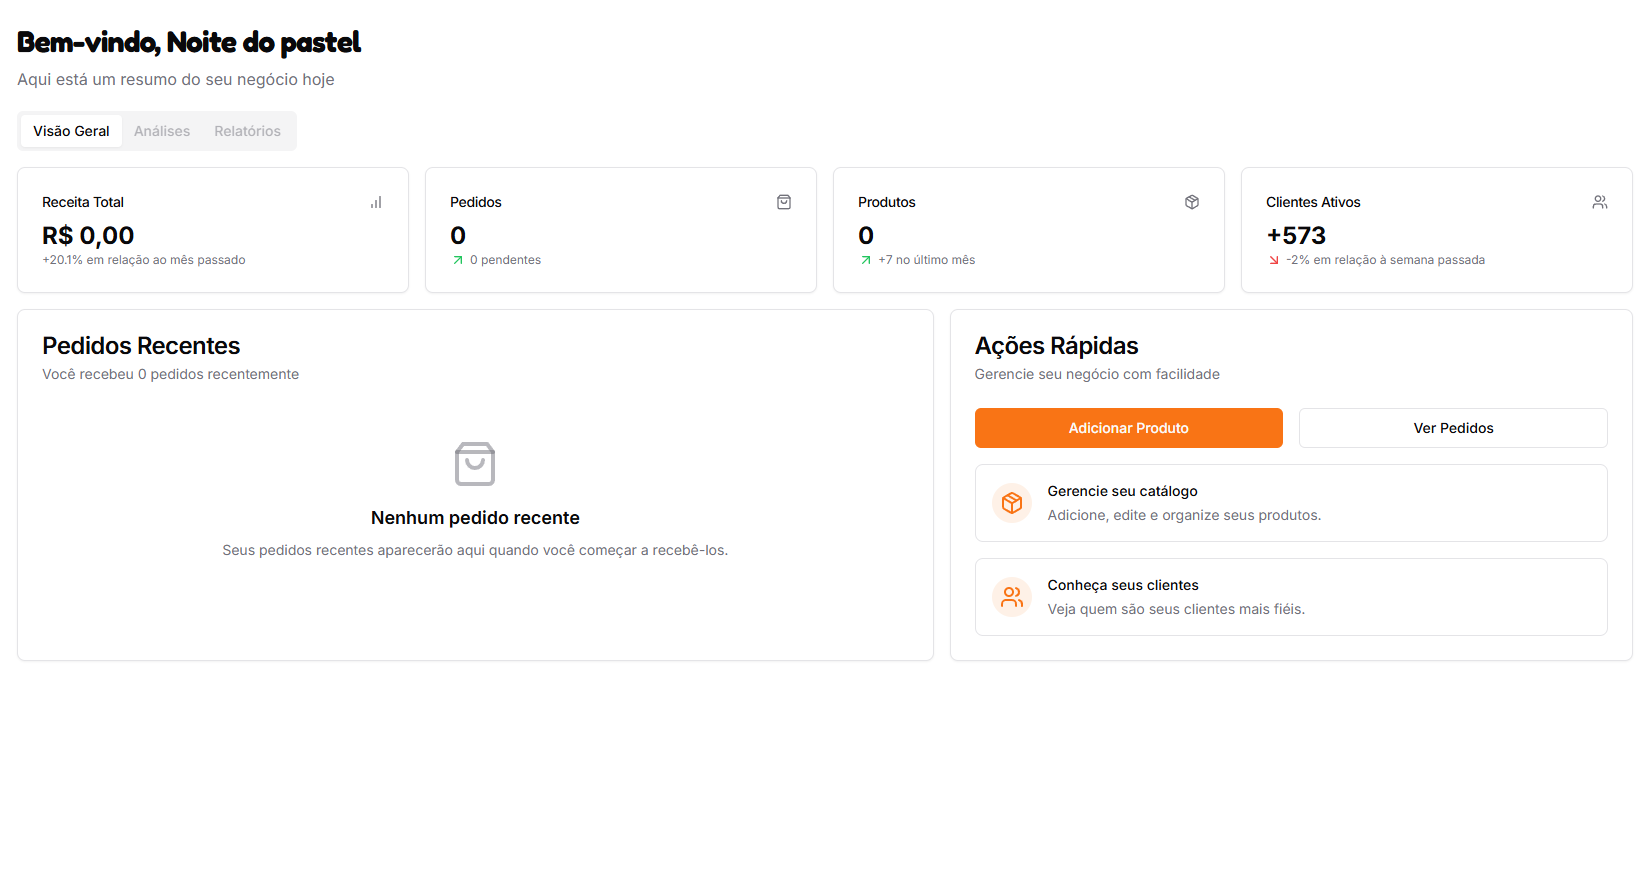 Bem-vindo, Noite do pastel
Aqui está um resumo do seu negócio hoje
Visão Geral
Análises
Relatórios
Receita Total
R$ 0,00
+20.1% em relação ao mês passado
Pedidos
0
0 pendentes
Produtos
0
+7 no último mês
Clientes Ativos
+573
-2% em relação à semana passada
Pedidos Recentes
Você recebeu 0 pedidos recentemente
Nenhum pedido recente
Seus pedidos recentes aparecerão aqui quando você começar a recebê-los.
Ações Rápidas
Gerencie seu negócio com facilidade
Adicionar Produto
Ver Pedidos
Gerencie seu catálogo
Adicione, edite e organize seus produtos.
Conheça seus clientes
Veja quem são seus clientes mais fiéis.